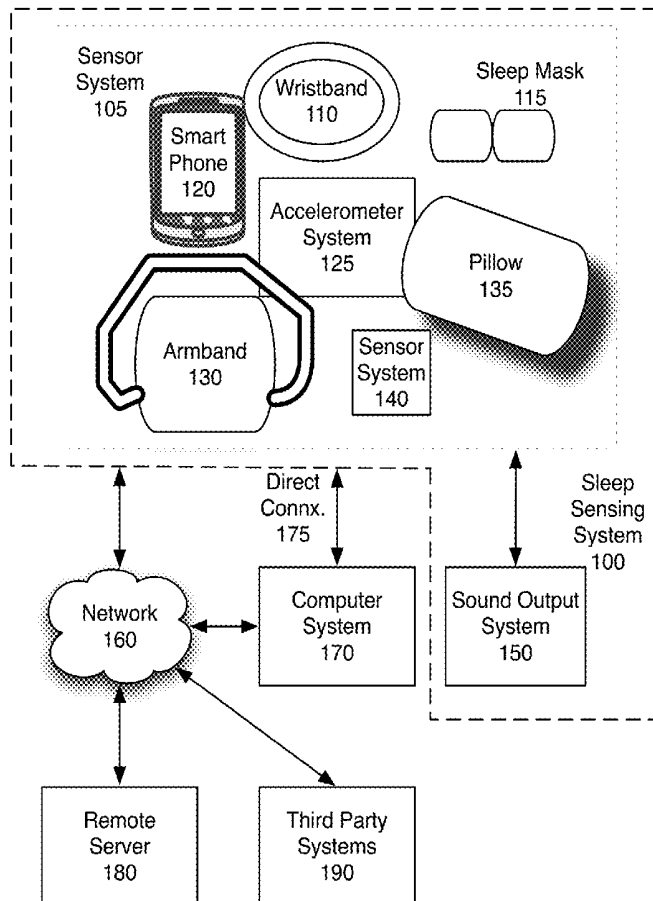 Sensor
System
105
Wristband
110
Sleep Mask
115
Smart
Phone
120
Accelerometer
System
125
Pillow
135
Armband
130
Sensor
System
140
Direct
Connx.
175
Sleep
Sensing
System
100
Network
160
Computer
System
170
Sound Output
System
150
Remote
Server
180
Third Party
Systems
190